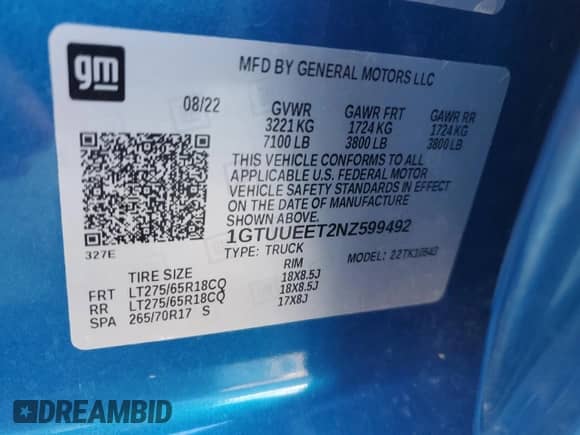 gm
MFD BY GENERAL MOTORS LLC
08/22 GVWR GAWR FRT GAWR RR
3221 KG 1724 KG 1724 KG
7100 LB 3800 LB 3800 LB
THIS VEHICLE CONFORMS TO ALL
APPLICABLE U.S. FEDERAL MOTOR
VEHICLE SAFETY STANDARDS IN EFFECT
ON THE DATE OF MANUFACTURE
SHOWN ABOVE.
1GTUUEET2NZ599492
327E TYPE: TRUCK MODEL: 22TK10543
TIRE SIZE RIM
FRT LT275/65R18CQ 18X8.5J
RR LT275/65R18CQ 18X8.5J
SPA 265/70R17 S 17X8J
DREAMBID